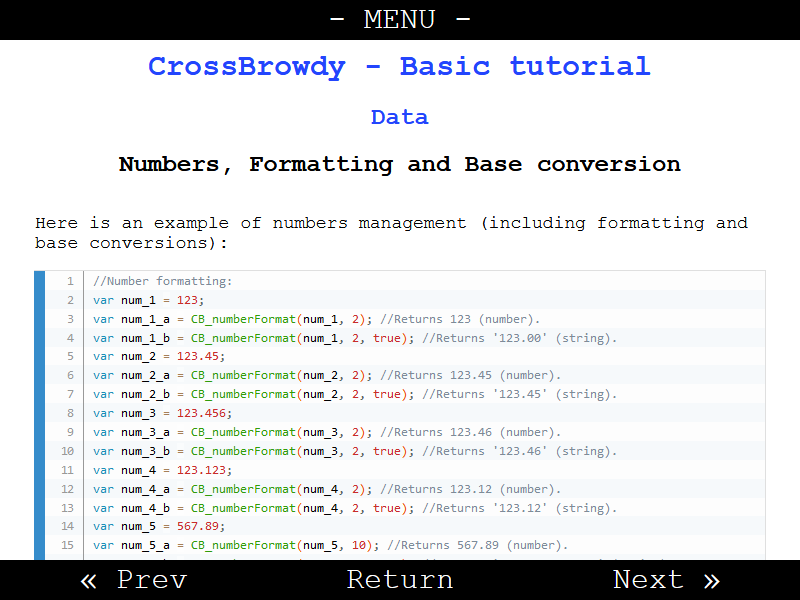 - MENU -
CrossBrowdy - Basic tutorial
Data
Numbers, Formatting and Base conversion
Here is an example of numbers management (including formatting and
base conversions):
1 //Number formatting:
2 var num_1 = 123;
3 var num_1_a = CB_numberFormat(num_1, 2); //Returns 123 (number).
4 var num_1_b = CB_numberFormat(num_1, 2, true); //Returns '123.00' (string).
5 var num_2 = 123.45;
6 var num_2_a = CB_numberFormat(num_2, 2); //Returns 123.45 (number).
7 var num_2_b = CB_numberFormat(num_2, 2, true); //Returns '123.45' (string).
8 var num_3 = 123.456;
9 var num_3_a = CB_numberFormat(num_3, 2); //Returns 123.46 (number).
10 var num_3_b = CB_numberFormat(num_3, 2, true); //Returns '123.46' (string).
11 var num_4 = 123.123;
12 var num_4_a = CB_numberFormat(num_4, 2); //Returns 123.12 (number).
13 var num_4_b = CB_numberFormat(num_4, 2, true); //Returns '123.12' (string).
14 var num_5 = 567.89;
15 var num_5_a = CB_numberFormat(num_5, 10); //Returns 567.89 (number).
« Prev Return Next »